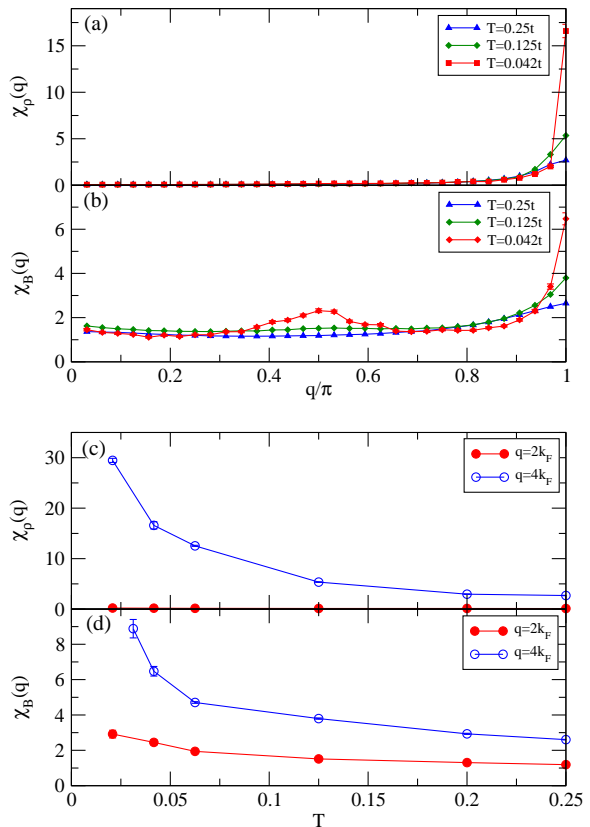 (a)
T=0.25t
T=0.125t
T=0.042t
15
10
5
0
χρ(q)
(b)
T=0.25t
T=0.125t
T=0.042t
6
4
2
0
χB(q)
0 0.2 0.4 0.6 0.8 1
q/π
(c)
q=2kF
q=4kF
30
20
10
0
χρ(q)
(d)
q=2kF
q=4kF
8
6
4
2
0
χB(q)
0 0.05 0.1 0.15 0.2 0.25
T